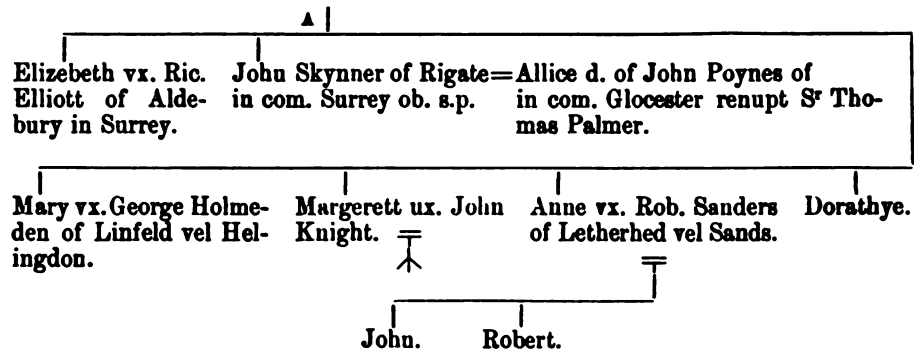 A
Elizebeth vx. Ric.
Elliott of Alde-
bury in Surrey.
John Skynner of Rigate=
in com. Surrey ob. s.p.
Allice d. of John Poynes of
in com. Glocester renupt Sʳ Tho-
mas Palmer.
Mary vx. George Holme-
den of Linfeld vel Hel-
ingdon.
Margerett ux. John
Knight.
Anne vx. Rob. Sanders
of Letherhed vel Sands.
Dorathye.
John.
Robert.